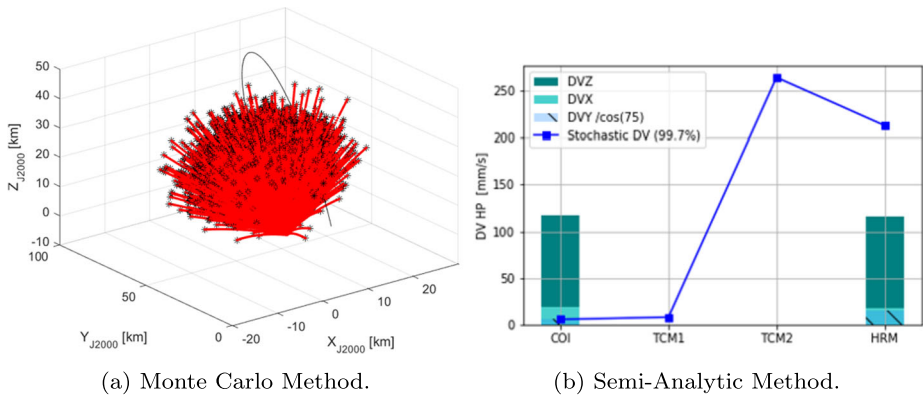 50
40
30
20
10
0
-10
Z_J2000 [km]
100
50
0
Y_J2000 [km]
-20
-10
0
10
20
X_J2000 [km]
(a) Monte Carlo Method.
DVZ
DVX
DVY /cos(75)
Stochastic DV (99.7%)
250
200
150
100
50
0
DV HP [mm/s]
COI TCM1 TCM2 HRM
(b) Semi-Analytic Method.